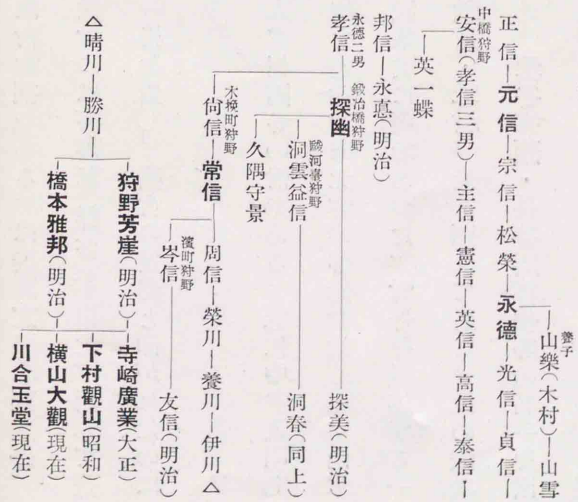 養子
山樂(木村)—山雪
正信—元信—宗信—松榮—永德—光信—貞信—
中橋狩野
安信(孝信三男)—主信—憲信—英信—高信—泰信—
英一蝶
邦信—永悳(明治)
永德二男 鍛冶橋狩野
孝信—探幽—探美(明治)
駿河臺狩野
洞雲益信—洞春(同上)
久隅守景
木挽町狩野
尙信—常信—周信—榮川—養川—伊川—△
濱町狩野
岑信—友信(明治)
△晴川—勝川—
狩野芳崖(明治)—寺崎廣業(大正)
下村觀山(昭和)
橋本雅邦(明治)—橫山大觀(現在)
川合玉堂(現在)